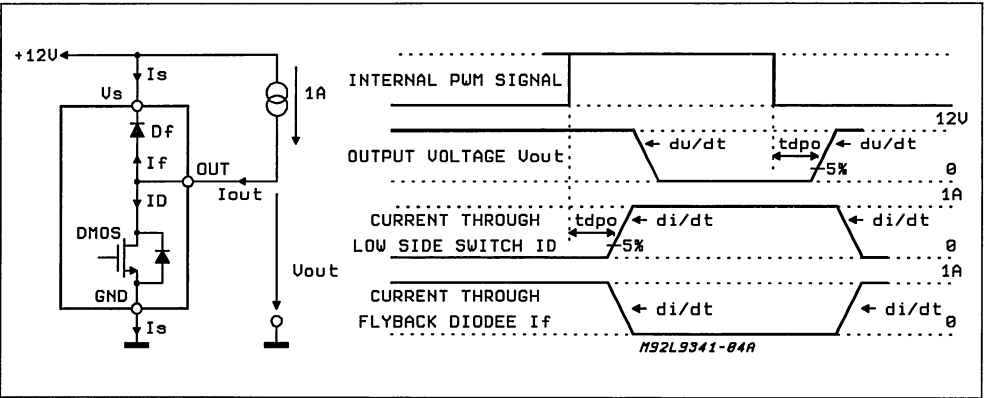 +12V
Is
Vs
Df
If
OUT
Iout
ID
DMOS
GND
Is
1A
Vout
INTERNAL PWM SIGNAL
12V
OUTPUT VOLTAGE Vout
du/dt
tdpo
du/dt
5%
0
1A
CURRENT THROUGH
LOW SIDE SWITCH ID
tdpo
di/dt
5%
di/dt
0
1A
CURRENT THROUGH
FLYBACK DIODEE If
di/dt
di/dt
0
M92L9341-04A